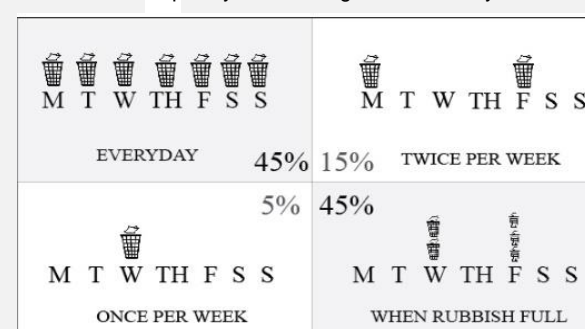 M T W TH F S S
EVERYDAY
45%
M T W TH F S S
15%
TWICE PER WEEK
5%
M T W TH F S S
ONCE PER WEEK
45%
M T W TH F S S
WHEN RUBBISH FULL